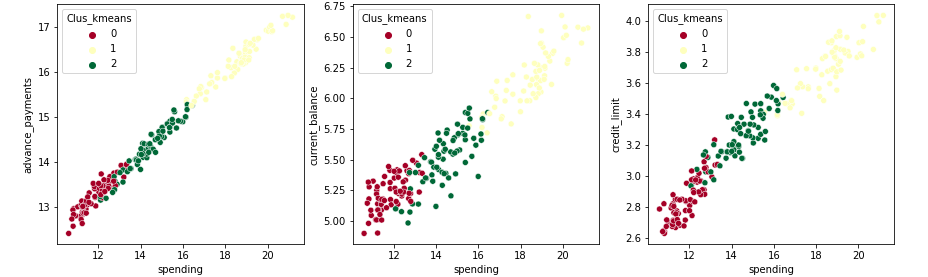 Clus_kmeans
0
1
2
17
16
15
14
13
advance_payments
12 14 16 18 20
spending
Clus_kmeans
0
1
2
6.75
6.50
6.25
6.00
5.75
5.50
5.25
5.00
current_balance
12 14 16 18 20
spending
Clus_kmeans
0
1
2
4.0
3.8
3.6
3.4
3.2
3.0
2.8
2.6
credit_limit
12 14 16 18 20
spending